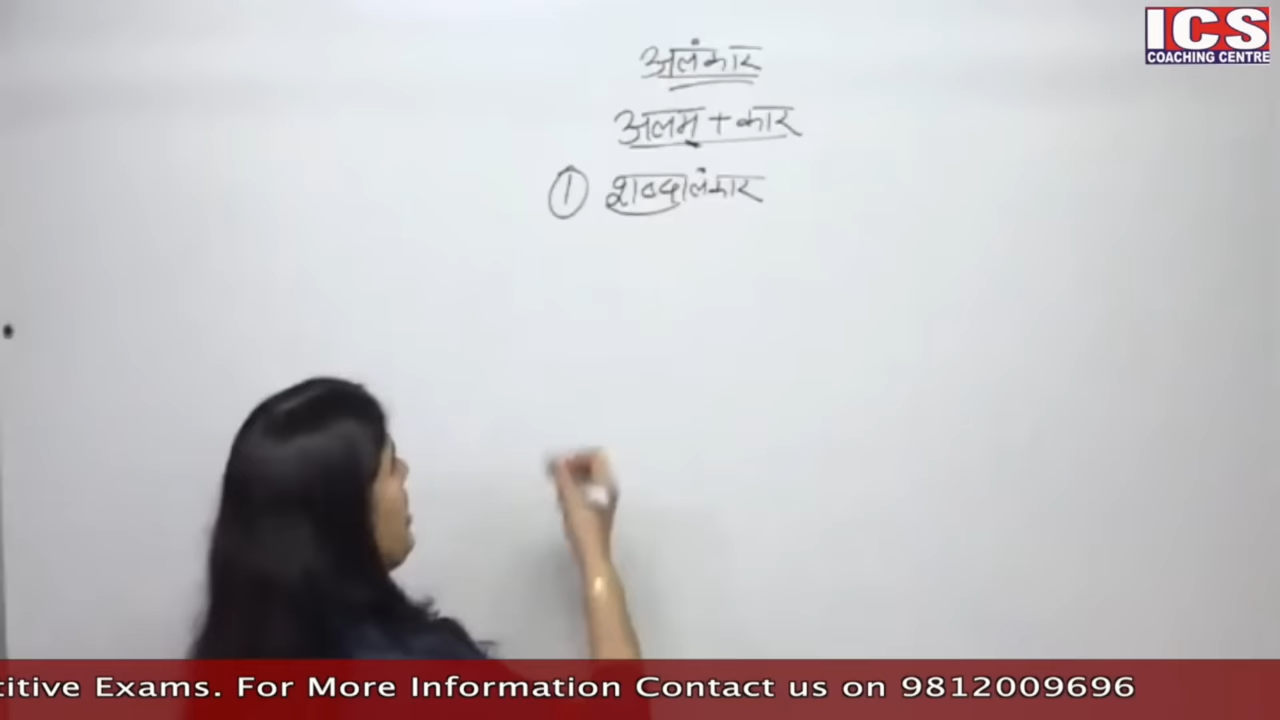 ICS
COACHING CENTRE
अलंकार
अलम् + कार
① शब्दालंकार
titive Exams. For More Information Contact us on 9812009696